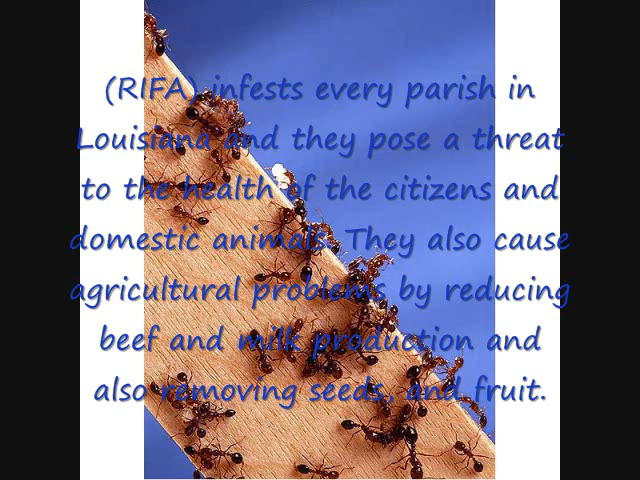 (RIFA) infests every parish in
Louisiana and they pose a threat
to the health of the citizens and
domestic animals. They also cause
agricultural problems by reducing
beef and milk production and
also removing seeds, and fruit.